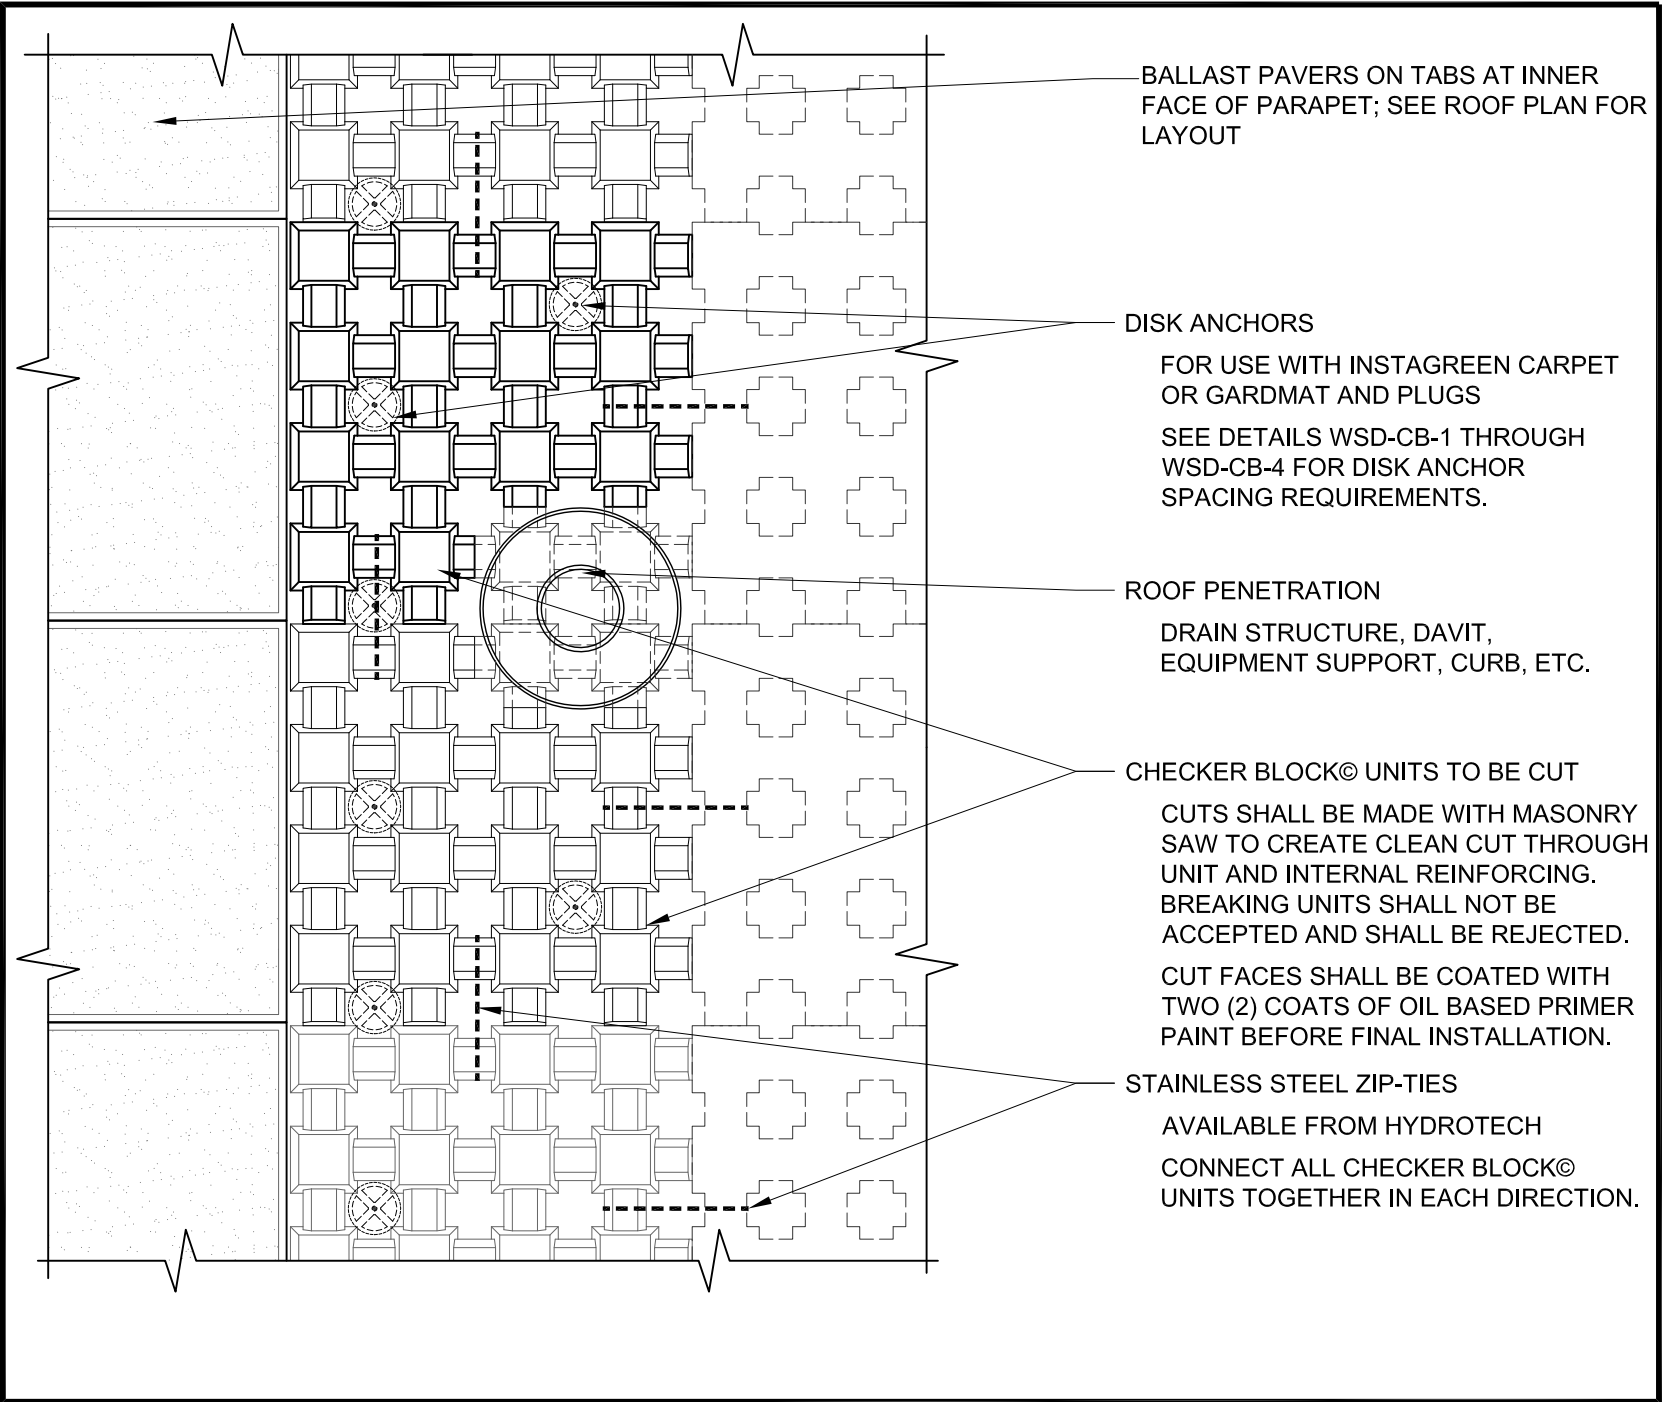 BALLAST PAVERS ON TABS AT INNER
FACE OF PARAPET; SEE ROOF PLAN FOR
LAYOUT
DISK ANCHORS
FOR USE WITH INSTAGREEN CARPET
OR GARDMAT AND PLUGS
SEE DETAILS WSD-CB-1 THROUGH
WSD-CB-4 FOR DISK ANCHOR
SPACING REQUIREMENTS.
ROOF PENETRATION
DRAIN STRUCTURE, DAVIT,
EQUIPMENT SUPPORT, CURB, ETC.
CHECKER BLOCK© UNITS TO BE CUT
CUTS SHALL BE MADE WITH MASONRY
SAW TO CREATE CLEAN CUT THROUGH
UNIT AND INTERNAL REINFORCING.
BREAKING UNITS SHALL NOT BE
ACCEPTED AND SHALL BE REJECTED.
CUT FACES SHALL BE COATED WITH
TWO (2) COATS OF OIL BASED PRIMER
PAINT BEFORE FINAL INSTALLATION.
STAINLESS STEEL ZIP-TIES
AVAILABLE FROM HYDROTECH
CONNECT ALL CHECKER BLOCK©
UNITS TOGETHER IN EACH DIRECTION.